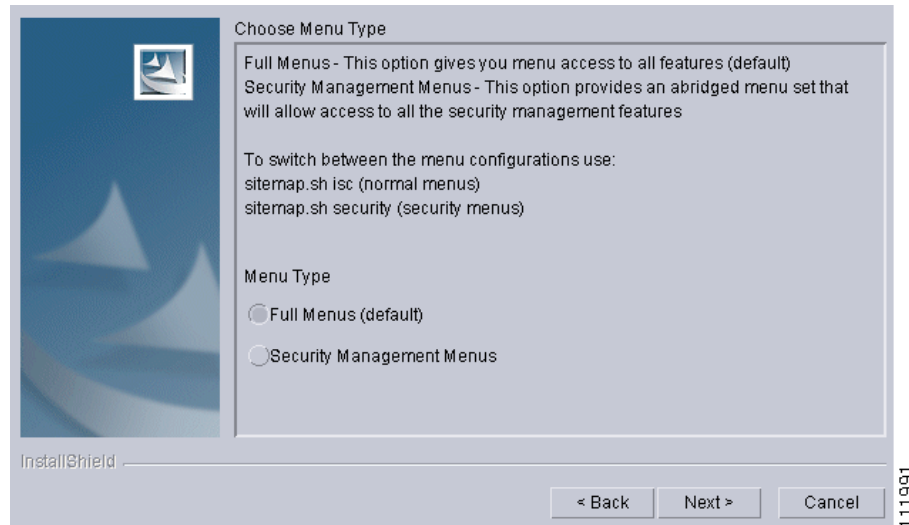 Choose Menu Type
Full Menus - This option gives you menu access to all features (default)
Security Management Menus - This option provides an abridged menu set that
will allow access to all the security management features
To switch between the menu configurations use:
sitemap.sh isc (normal menus)
sitemap.sh security (security menus)
Menu Type
Full Menus (default)
Security Management Menus
InstallShield
< Back
Next >
Cancel
111991